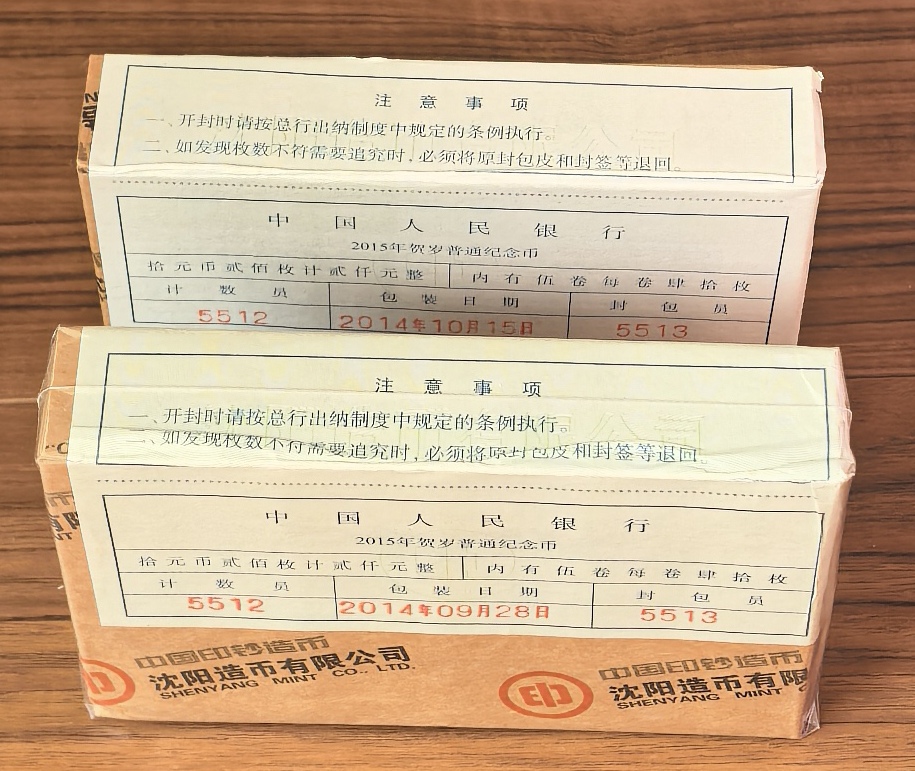 注意事项
一、开封时请按总行出纳制度中规定的条例执行。
二、如发现枚数不符需要追究时，必须将原封包皮和封签等退回。
中国人民银行
2015年贺岁普通纪念币
拾元币贰佰枚计贰仟元整 内有伍卷每卷肆拾枚
计数员 包装日期 封包员
5512 2014年10月15日 5513
注意事项
一、开封时请按总行出纳制度中规定的条例执行。
二、如发现枚数不符需要追究时，必须将原封包皮和封签等退回。
中国人民银行
2015年贺岁普通纪念币
拾元币贰佰枚计贰仟元整 内有伍卷每卷肆拾枚
计数员 包装日期 封包员
5512 2014年09月28日 5513
中国印钞造币
沈阳造币有限公司
SHENYANG MINT CO., LTD.
中国印钞造币
沈阳造币有限
SHENYANG MINT C